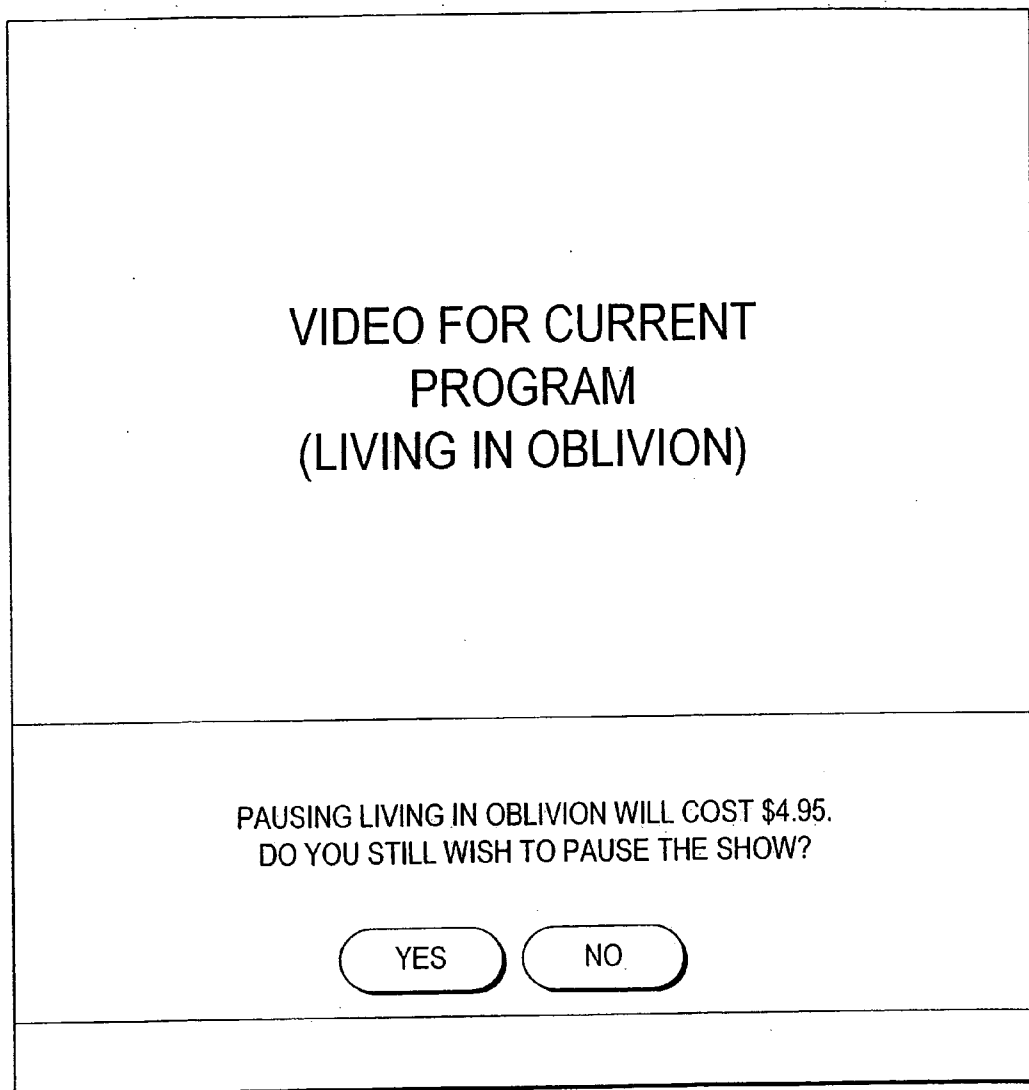 VIDEO FOR CURRENT
PROGRAM
(LIVING IN OBLIVION)
PAUSING LIVING IN OBLIVION WILL COST $4.95.
DO YOU STILL WISH TO PAUSE THE SHOW?
YES NO